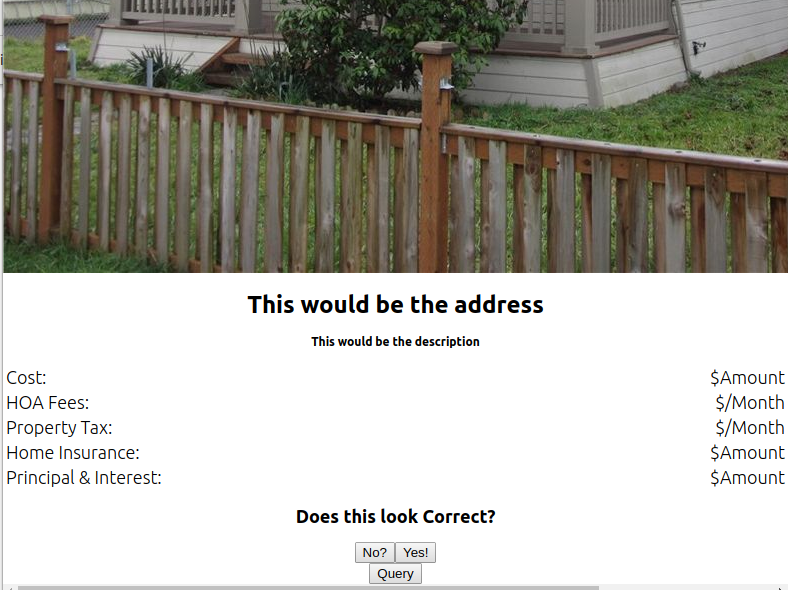 This would be the address
This would be the description
Cost: $Amount
HOA Fees: $/Month
Property Tax: $/Month
Home Insurance: $Amount
Principal & Interest: $Amount
Does this look Correct?
No? Yes!
Query